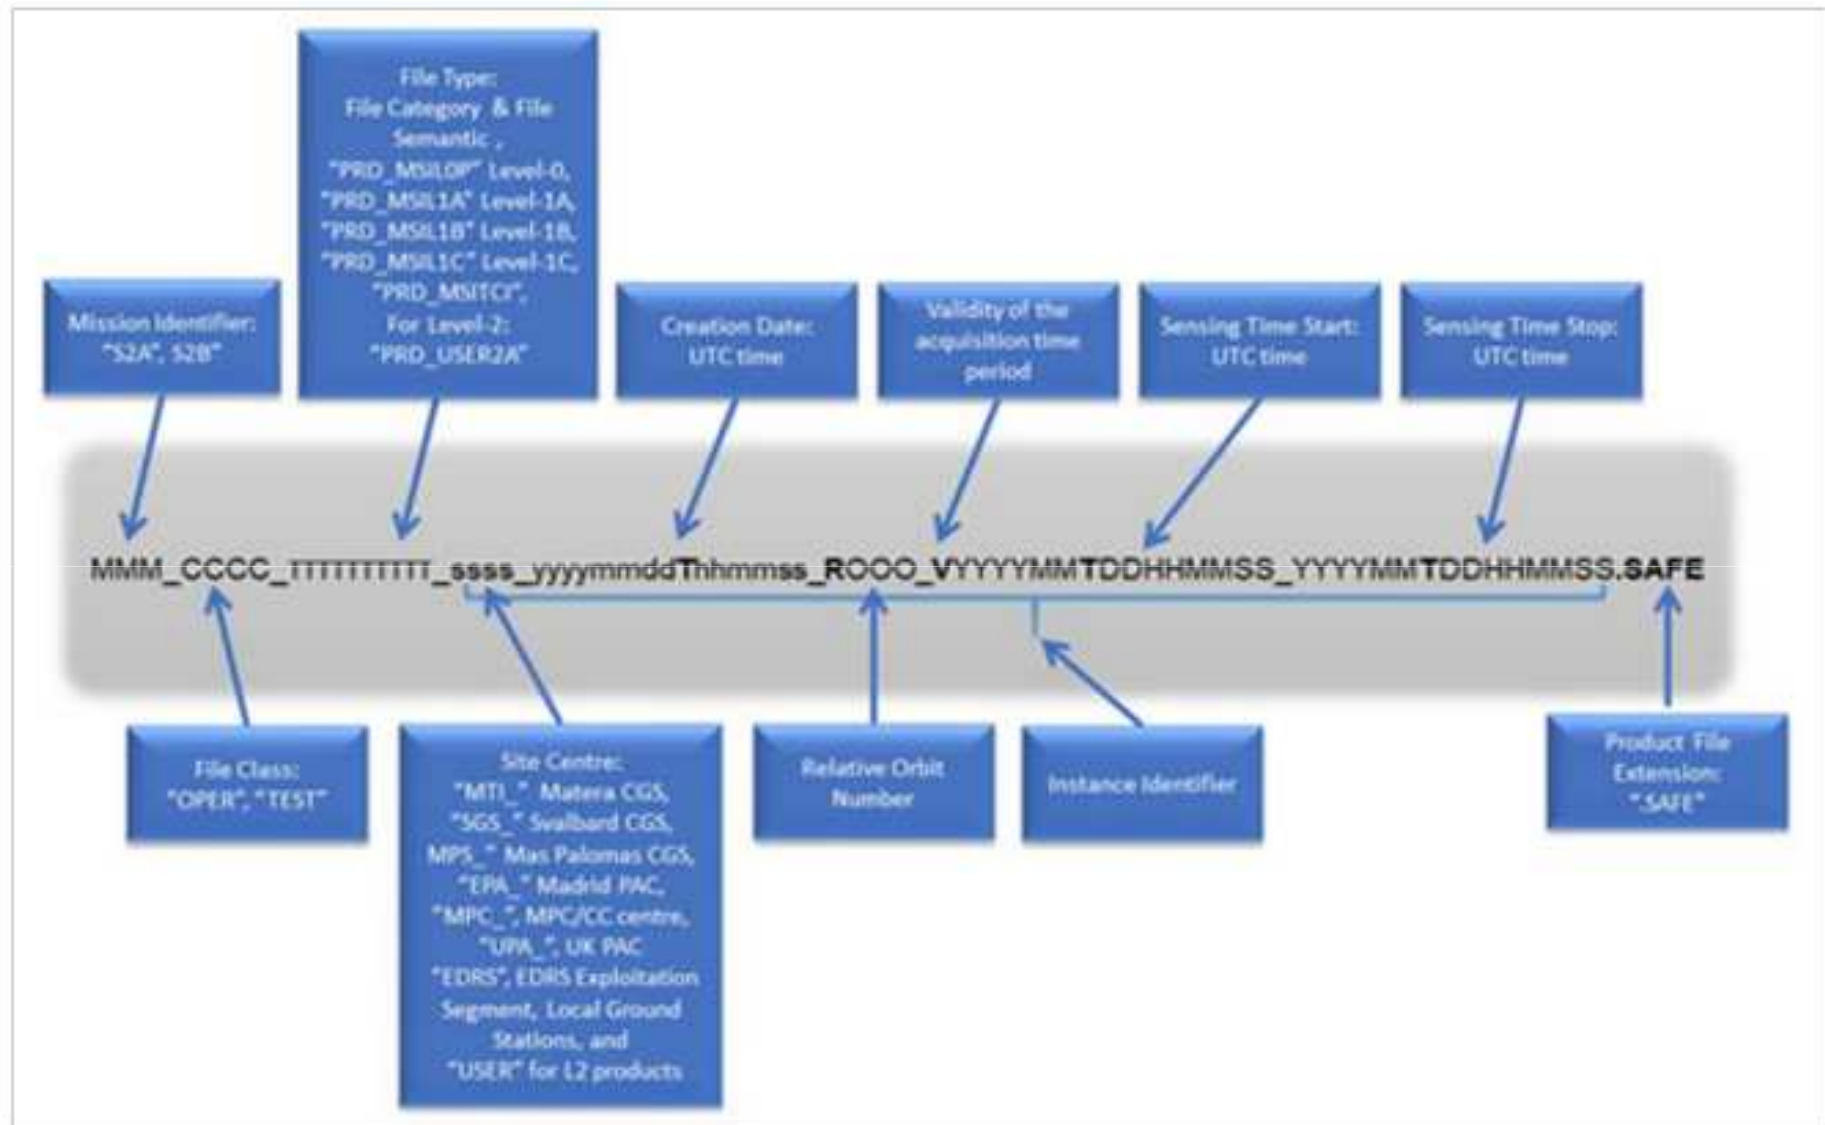 File Type:
File Category & File
Semantic ,
"PRD_MSIL0P" Level-0,
"PRD_MSIL1A" Level-1A,
"PRD_MSIL1B" Level-1B,
"PRD_MSIL1C" Level-1C,
"PRD_MSITCI",
For Level-2:
"PRD_USER2A"
Mission Identifier:
"S2A", S2B"
Creation Date:
UTC time
Validity of the
acquisition time
period
Sensing Time Start:
UTC time
Sensing Time Stop:
UTC time
MMM_CCCC_TTTTTTTTTT_ssss_yyyymmddThhmmss_ROOO_VYYYYMMTDDHHMMSS_YYYYMMTDDHHMMSS.SAFE
File Class:
"OPER", "TEST"
Site Centre:
"MTI_" Matera CGS,
"SGS_" Svalbard CGS,
MPS_" Mas Palomas CGS,
"EPA_" Madrid PAC,
"MPC_", MPC/CC centre,
"UPA_", UK PAC
"EDRS", EDRS Exploitation
Segment, Local Ground
Stations, and
"USER" for L2 products
Relative Orbit
Number
Instance Identifier
Product File
Extension:
".SAFE"